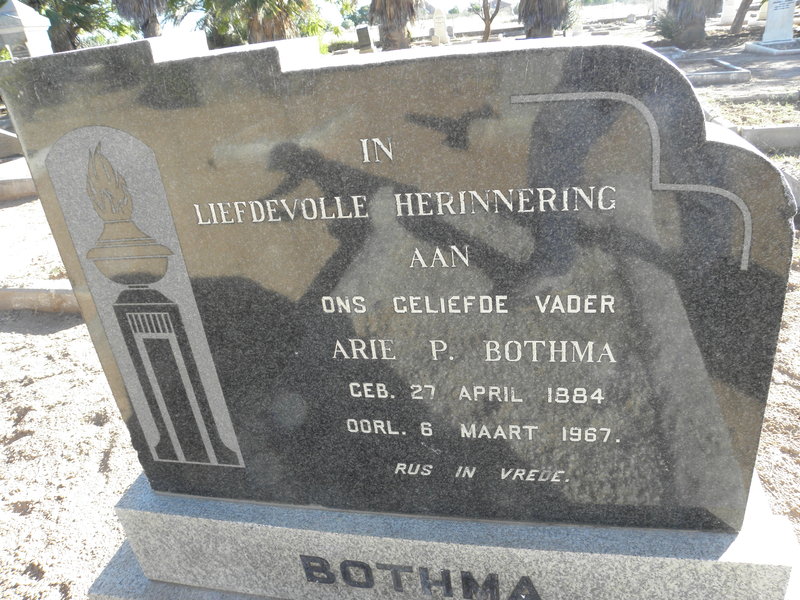 IN
LIEFDEVOLLE HERINNERING
AAN
ONS GELIEFDE VADER
ARIE P. BOTHMA
GEB. 27 APRIL 1884
OORL. 6 MAART 1967.
RUS IN VREDE.
BOTHMA